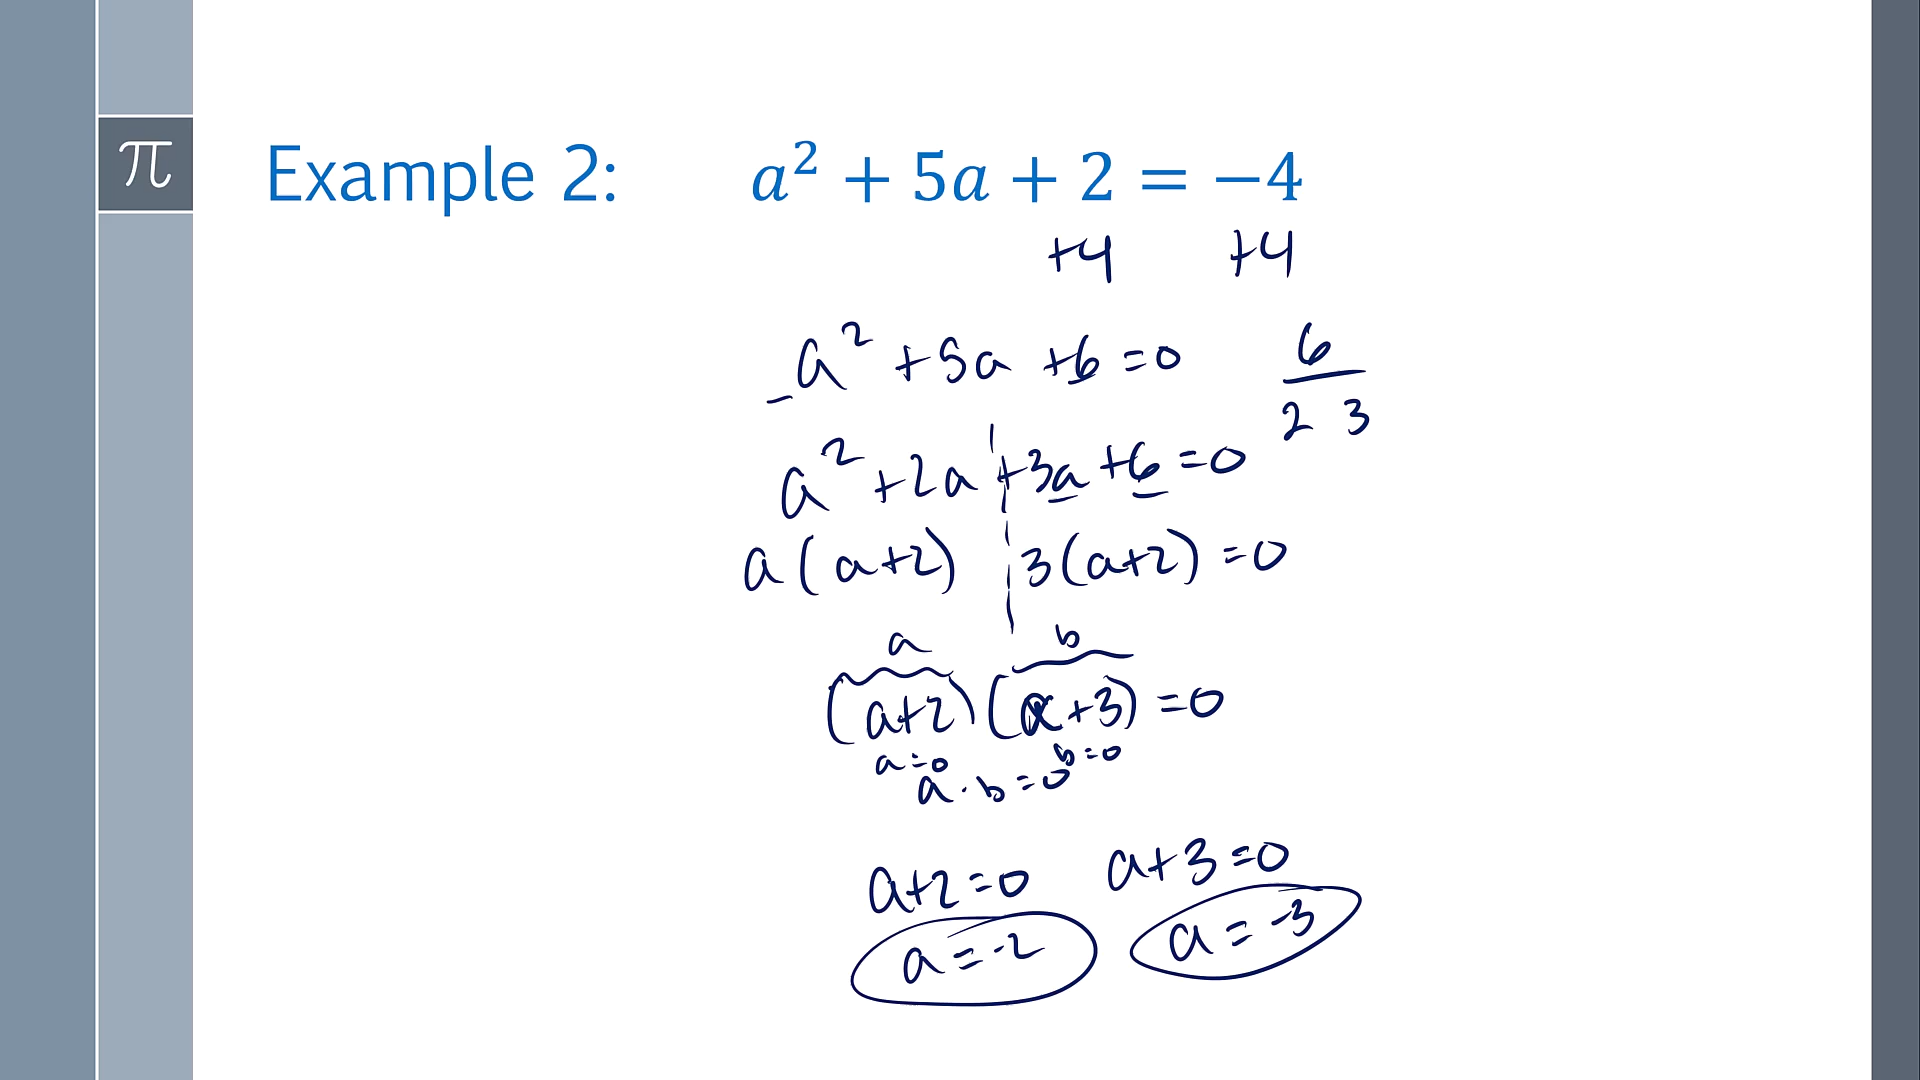 π
Example 2: a² + 5a + 2 = −4
+4 +4
a² + 5a + 6 = 0
6
2 3
a² + 2a + 3a + 6 = 0
a(a+2) 3(a+2) = 0
a b
(a+2)(a+3) = 0
a=0 b=0
a·b=0
a+2=0 a+3=0
a=-2 a=-3